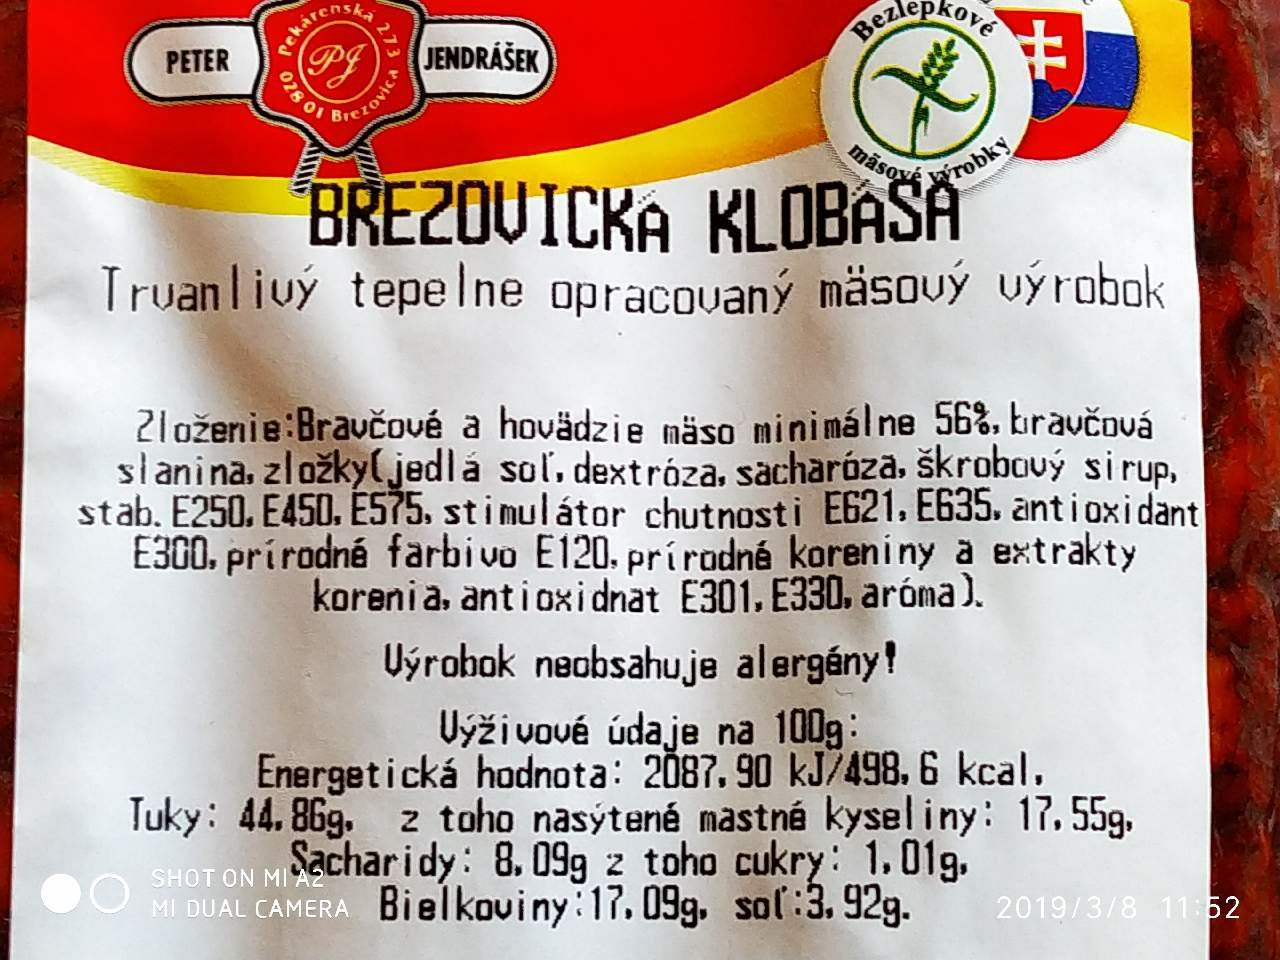 PETER JENDRÁŠEK
Pekárenská 273
PJ
028 01 Brezovica
Bezlepkové
mäsové výrobky
BREZOVICKÁ KLOBÁSA
Trvanlivý tepelne opracovaný mäsový výrobok
Zloženie:Bravčové a hovädzie mäso minimálne 56%, bravčová
slanina, zložky(jedlá soľ, dextróza, sacharóza, škrobový sirup,
stab. E250, E450, E575, stimulátor chutnosti E621, E635, antioxidant
E300, prírodné farbivo E120, prírodné koreniny a extrakty
korenia, antioxidnat E301, E330, aróma).
Výrobok neobsahuje alergény!
Výživové údaje na 100g:
Energetická hodnota: 2087,90 kJ/498,6 kcal,
Tuky: 44,86g, z toho nasýtené mastné kyseliny: 17,55g,
Sacharidy: 8,09g z toho cukry: 1,01g,
Bielkoviny:17,09g, soľ:3,92g.
SHOT ON MI A2
MI DUAL CAMERA
2019/3/8 11:52